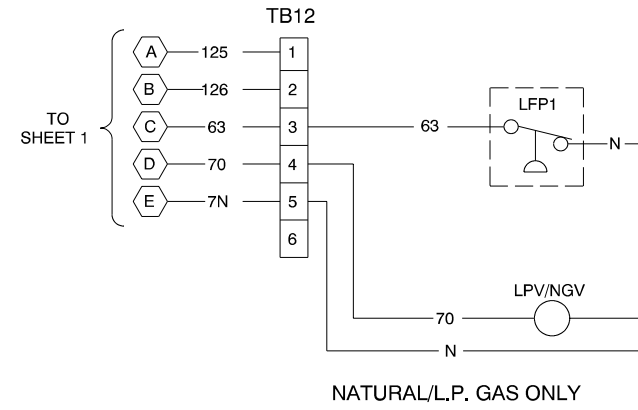 TB12
A 125 1
B 126 2
TO
SHEET 1
C 63 3 63 LFP1 N
D 70 4
E 7N 5
6
LPV/NGV
70
N
NATURAL/L.P. GAS ONLY